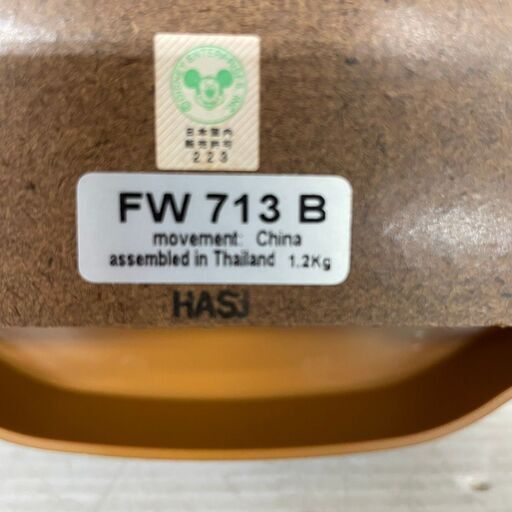 日本国内
販売許可
223
FW 713 B
movement: China
assembled in Thailand 1.2Kg
HASJ